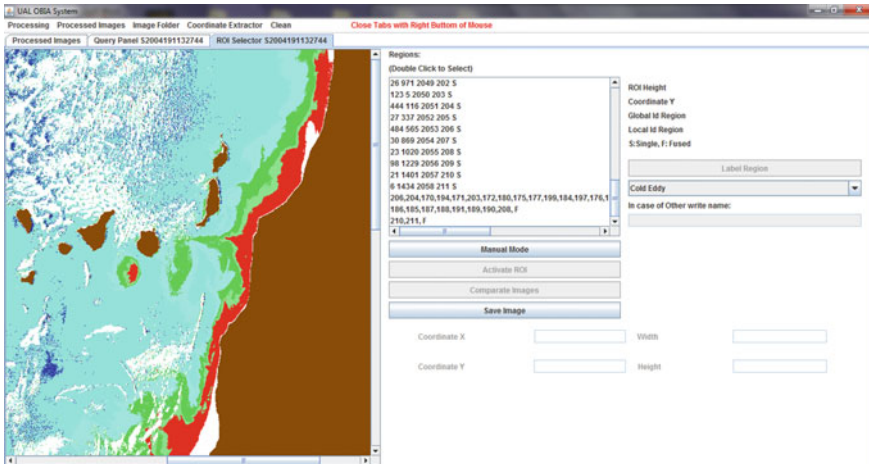 UAL OBIA System
Processing Processed Images Image Folder Coordinate Extractor Clean Close Tabs with Right Buttom of Mouse
Processed Images Query Panel S2004191132744 ROI Selector S2004191132744
Regions:
(Double Click to Select)
26 971 2049 202 S
123 5 2050 203 S
444 116 2051 204 S
27 337 2052 205 S
484 565 2053 206 S
30 869 2054 207 S
23 1020 2055 208 S
98 1229 2056 209 S
21 1401 2057 210 S
6 1434 2058 211 S
206,204,170,194,171,203,172,180,175,177,199,184,197,176,1
186,185,187,188,191,189,190,208, F
210,211, F
ROI Height
Coordinate Y
Global Id Region
Local Id Region
S:Single, F: Fused
Label Region
Cold Eddy
In case of Other write name:
Manual Mode
Activate ROI
Comparate Images
Save Image
Coordinate X Width
Coordinate Y Height